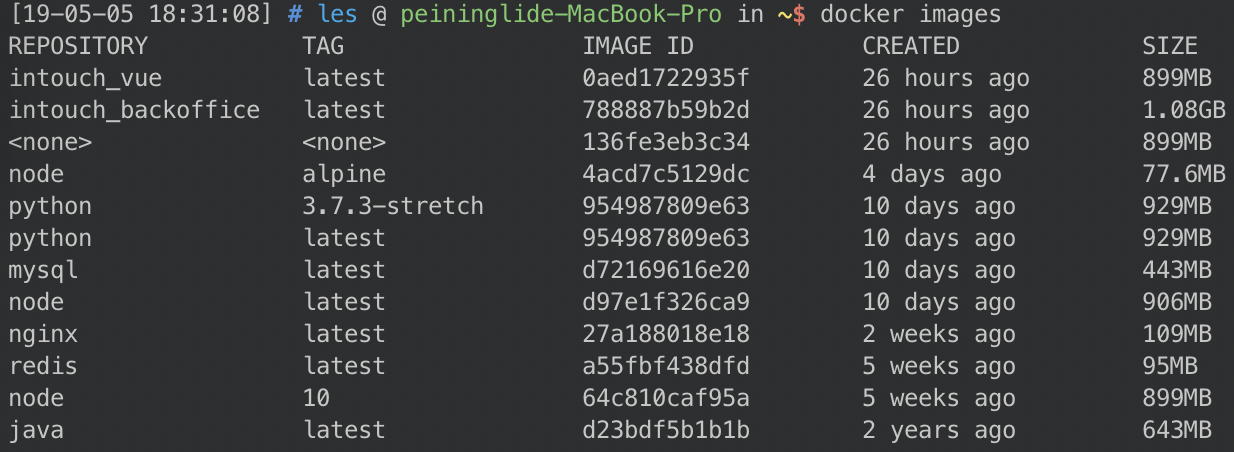 [19-05-05 18:31:08] # les @ peininglide-MacBook-Pro in ~$ docker images
REPOSITORY TAG IMAGE ID CREATED SIZE
intouch_vue latest 0aed1722935f 26 hours ago 899MB
intouch_backoffice latest 788887b59b2d 26 hours ago 1.08GB
<none> <none> 136fe3eb3c34 26 hours ago 899MB
node alpine 4acd7c5129dc 4 days ago 77.6MB
python 3.7.3-stretch 954987809e63 10 days ago 929MB
python latest 954987809e63 10 days ago 929MB
mysql latest d72169616e20 10 days ago 443MB
node latest d97e1f326ca9 10 days ago 906MB
nginx latest 27a188018e18 2 weeks ago 109MB
redis latest a55fbf438dfd 5 weeks ago 95MB
node 10 64c810caf95a 5 weeks ago 899MB
java latest d23bdf5b1b1b 2 years ago 643MB